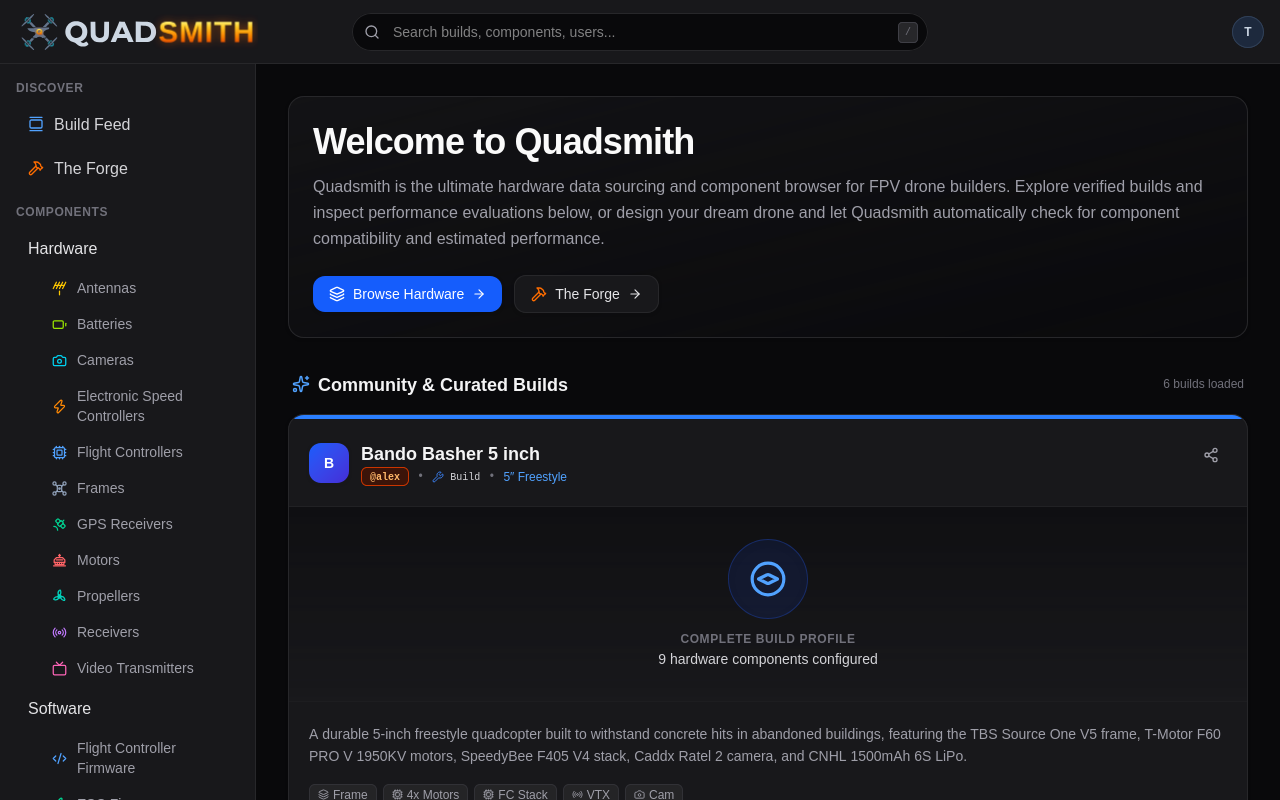 QUADSMITH
Search builds, components, users...
/
T
DISCOVER
Build Feed
The Forge
COMPONENTS
Hardware
Antennas
Batteries
Cameras
Electronic Speed
Controllers
Flight Controllers
Frames
GPS Receivers
Motors
Propellers
Receivers
Video Transmitters
Software
Flight Controller
Firmware
Welcome to Quadsmith
Quadsmith is the ultimate hardware data sourcing and component browser for FPV drone builders. Explore verified builds and
inspect performance evaluations below, or design your dream drone and let Quadsmith automatically check for component
compatibility and estimated performance.
Browse Hardware
The Forge
Community & Curated Builds
6 builds loaded
B
Bando Basher 5 inch
@alex • Build • 5″ Freestyle
COMPLETE BUILD PROFILE
9 hardware components configured
A durable 5-inch freestyle quadcopter built to withstand concrete hits in abandoned buildings, featuring the TBS Source One V5 frame, T-Motor F60
PRO V 1950KV motors, SpeedyBee F405 V4 stack, Caddx Ratel 2 camera, and CNHL 1500mAh 6S LiPo.
Frame 4x Motors FC Stack VTX Cam